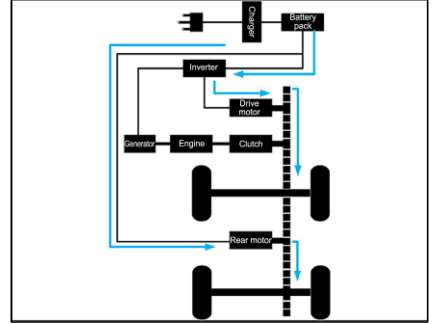 Charger
Battery
pack
Inverter
Drive
motor
Generator
Engine
Clutch
Rear motor